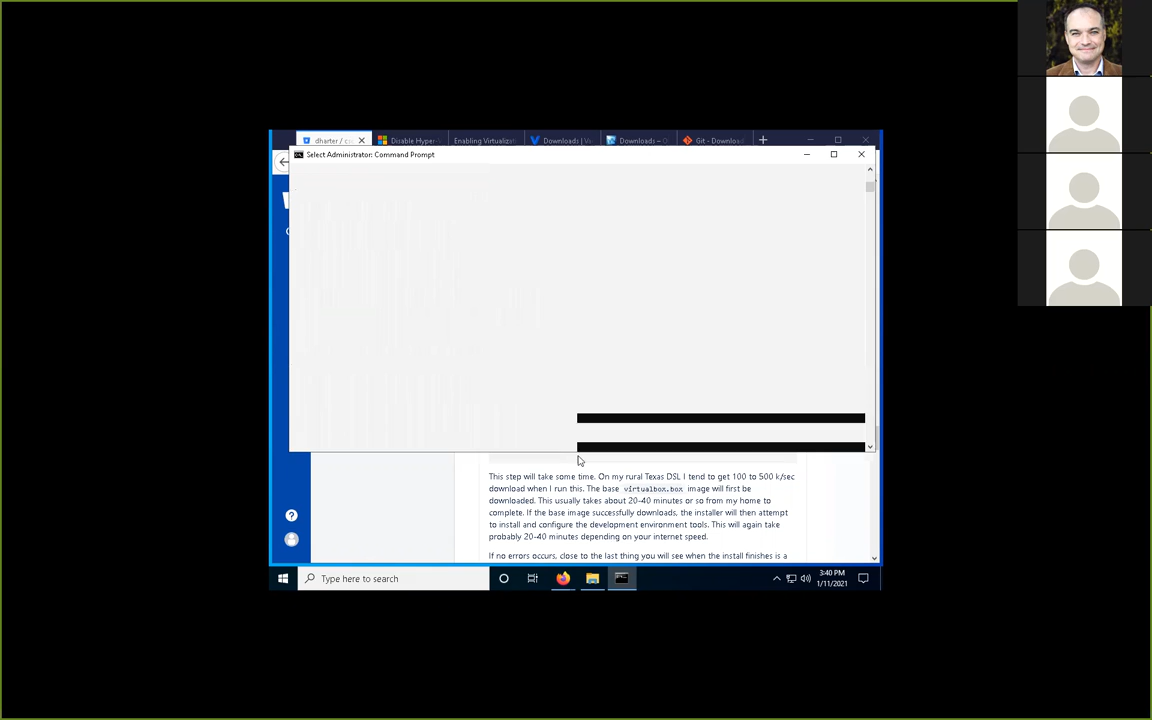 dharter / cs
Disable Hyper-
Enabling Virtualiza
Downloads | V
Downloads – O
Git - Downloa
Select Administrator: Command Prompt
This step will take some time. On my rural Texas DSL I tend to get 100 to 500 k/sec
download when I run this. The base virtualbox.box image will first be
downloaded. This usually takes about 20-40 minutes or so from my home to
complete. If the base image successfully downloads, the installer will then attempt
to install and configure the development environment tools. This will again take
probably 20-40 minutes depending on your internet speed.
If no errors occurs, close to the last thing you will see when the install finishes is a
Type here to search
3:40 PM
1/11/2021